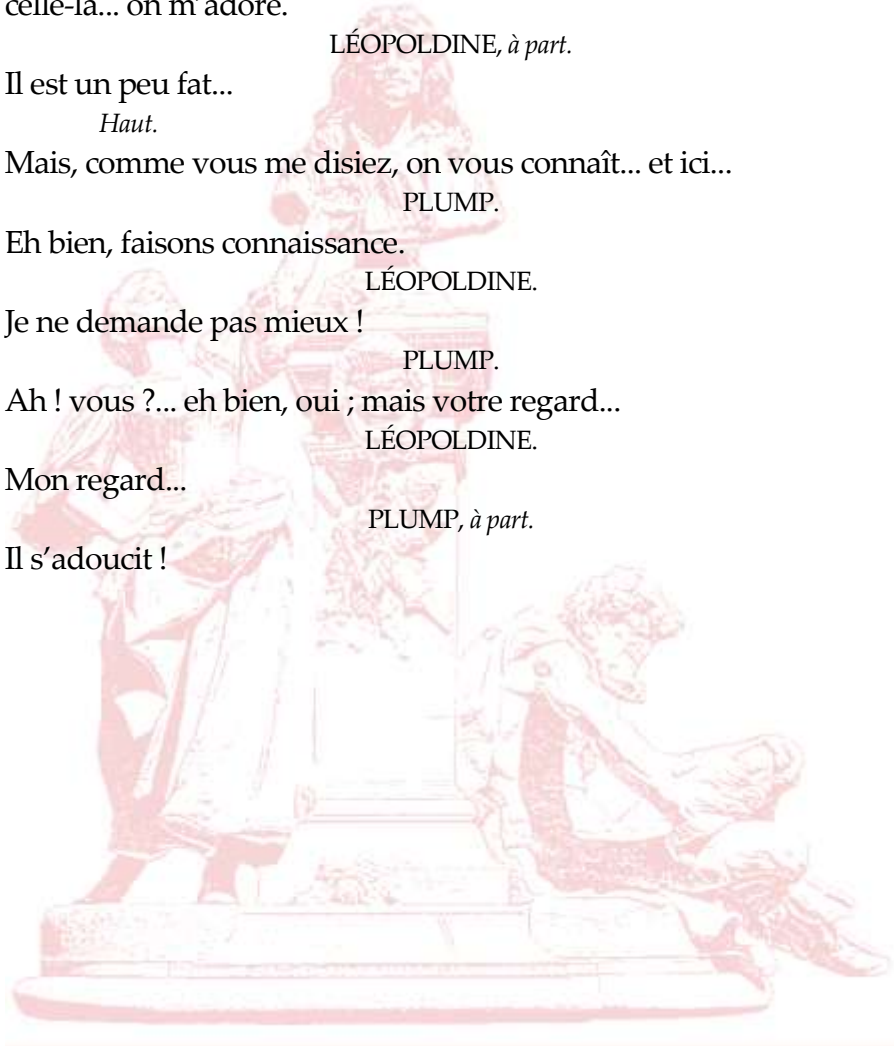 celle-là... on m'adore.
LÉOPOLDINE, à part.
Il est un peu fat...
Haut.
Mais, comme vous me disiez, on vous connaît... et ici...
PLUMP.
Eh bien, faisons connaissance.
LÉOPOLDINE.
Je ne demande pas mieux !
PLUMP.
Ah ! vous ?... eh bien, oui ; mais votre regard...
LÉOPOLDINE.
Mon regard...
PLUMP, à part.
Il s'adoucit !